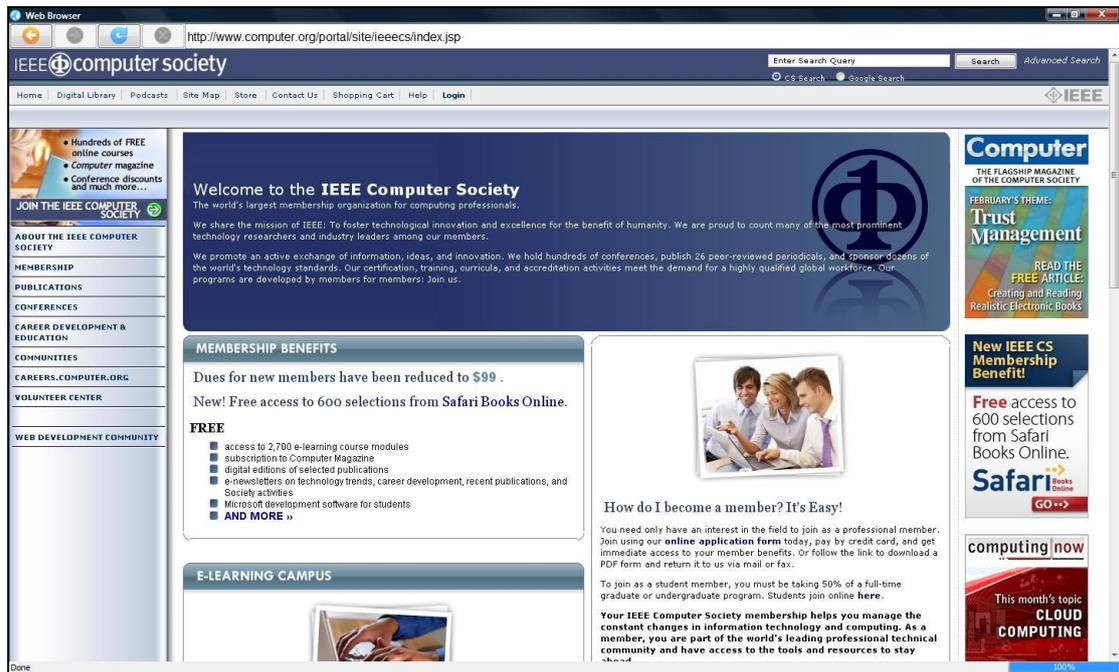 Web Browser
http://www.computer.org/portal/site/ieeecs/index.jsp
IEEE computer society
Enter Search Query
Search
Advanced Search
CS Search Google Search
Home Digital Library Podcasts Site Map Store Contact Us Shopping Cart Help Login
IEEE
• Hundreds of FREE
online courses
• Computer magazine
• Conference discounts
and much more...
JOIN THE IEEE COMPUTER
SOCIETY
ABOUT THE IEEE COMPUTER
SOCIETY
MEMBERSHIP
PUBLICATIONS
CONFERENCES
CAREER DEVELOPMENT &
EDUCATION
COMMUNITIES
CAREERS.COMPUTER.ORG
VOLUNTEER CENTER
WEB DEVELOPMENT COMMUNITY
Welcome to the IEEE Computer Society
The world's largest membership organization for computing professionals.
We share the mission of IEEE: To foster technological innovation and excellence for the benefit of humanity. We are proud to count many of the most prominent
technology researchers and industry leaders among our members.
We promote an active exchange of information, ideas, and innovation. We hold hundreds of conferences, publish 26 peer-reviewed periodicals, and sponsor dozens of
the world's technology standards. Our certification, training, curricula, and accreditation activities meet the demand for a highly qualified global workforce. Our
programs are developed by members for members: Join us.
MEMBERSHIP BENEFITS
Dues for new members have been reduced to $99 .
New! Free access to 600 selections from Safari Books Online.
FREE
access to 2,700 e-learning course modules
subscription to Computer Magazine
digital editions of selected publications
e-newsletters on technology trends, career development, recent publications, and
Society activities
Microsoft development software for students
AND MORE »
E-LEARNING CAMPUS
How do I become a member? It's Easy!
You need only have an interest in the field to join as a professional member.
Join using our online application form today, pay by credit card, and get
immediate access to your member benefits. Or follow the link to download a
PDF form and return it to us via mail or fax.
To join as a student member, you must be taking 50% of a full-time
graduate or undergraduate program. Students join online here.
Your IEEE Computer Society membership helps you manage the
constant changes in information technology and computing. As a
member, you are part of the world's leading professional technical
community and have access to the tools and resources to stay
ahead
Computer
THE FLAGSHIP MAGAZINE
OF THE COMPUTER SOCIETY
FEBRUARY'S THEME:
Trust
Management
READ THE
FREE ARTICLE:
Creating and Reading
Realistic Electronic Books
New IEEE CS
Membership
Benefit!
Free access to
600 selections
from Safari
Books Online.
Safari Books Online
GO
computing now
This month's topic
CLOUD
COMPUTING
Done
100%